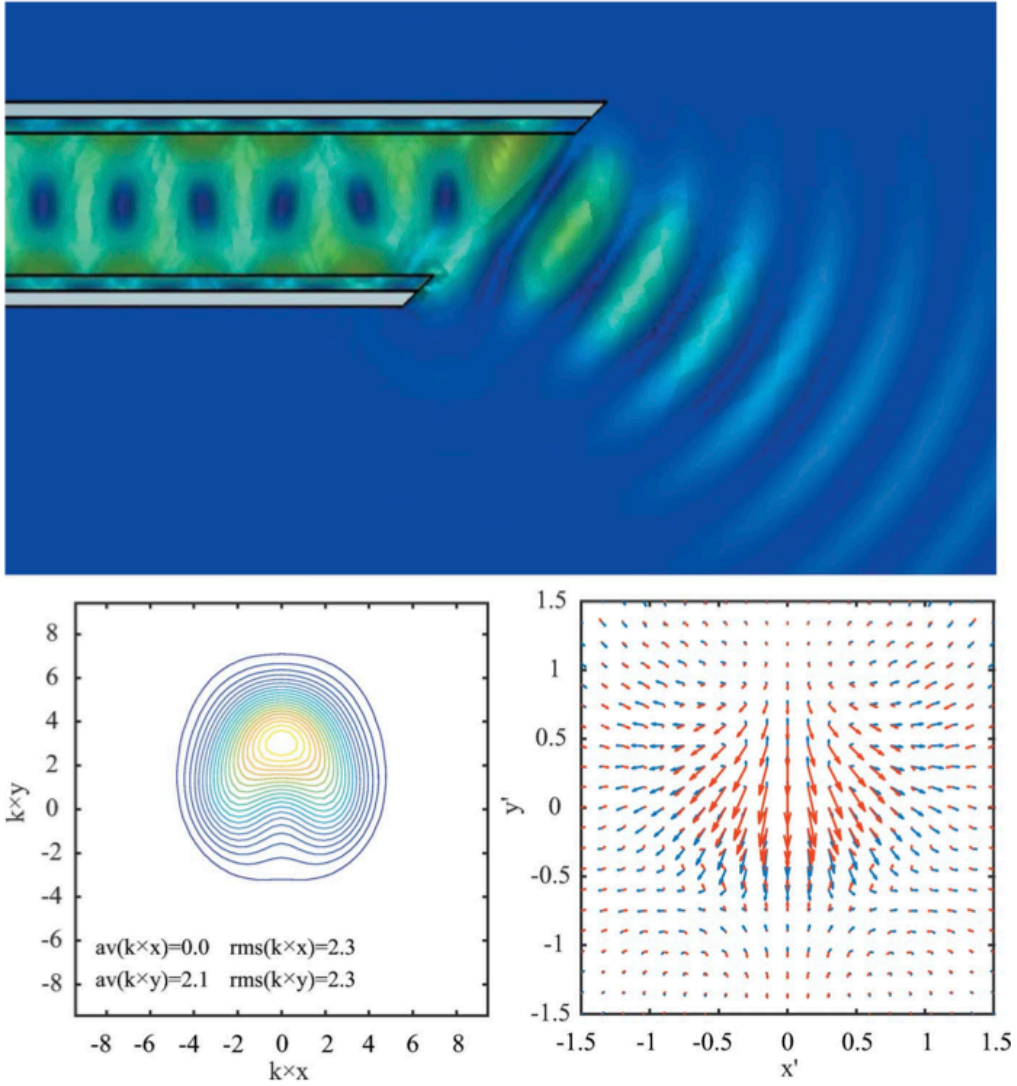 8
6
4
2
0
-2
-4
-6
-8
k×y
av(k×x)=0.0 rms(k×x)=2.3
av(k×y)=2.1 rms(k×y)=2.3
-8 -6 -4 -2 0 2 4 6 8
k×x
1.5
1
0.5
0
-0.5
-1
-1.5
y'
-1.5 -1 -0.5 0 0.5 1 1.5
x'